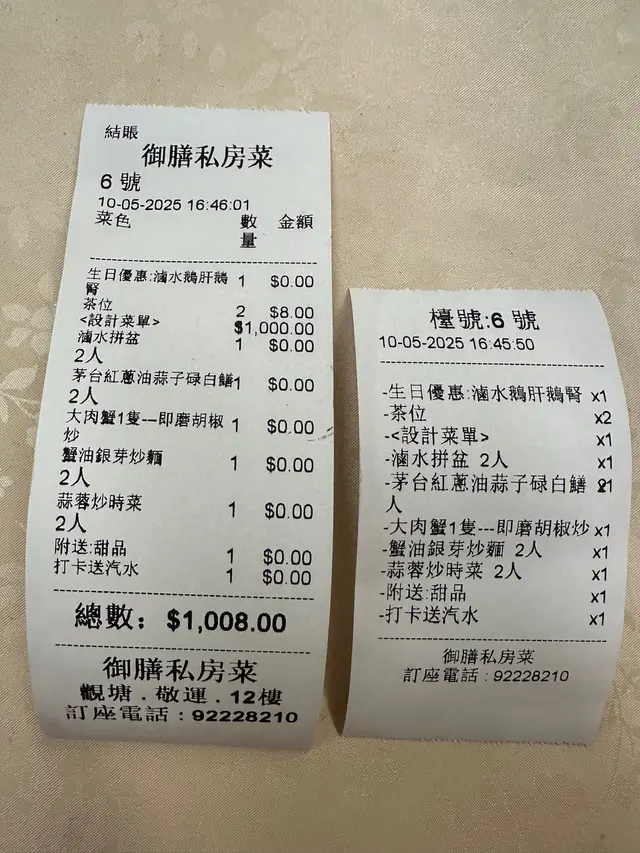 結賬
御膳私房菜
6 號
10-05-2025 16:46:01
菜色 數量 金額
生日優惠:滷水鵝肝鵝腎 1 $0.00
茶位 2 $8.00
<設計菜單> $1,000.00
滷水拼盆 1 $0.00
2人
茅台紅蔥油蒜子碌白鱔1 $0.00
2人
大肉蟹1隻---即磨胡椒炒 1 $0.00
蟹油銀芽炒麵 1 $0.00
2人
蒜蓉炒時菜 1 $0.00
2人
附送:甜品 1 $0.00
打卡送汽水 1 $0.00
總數: $1,008.00
御膳私房菜
觀塘．敬運．12樓
訂座電話：92228210
檯號:6 號
10-05-2025 16:45:50
-生日優惠:滷水鵝肝鵝腎 x1
-茶位 x2
-<設計菜單> x1
-滷水拼盆 2人 x1
-茅台紅蔥油蒜子碌白鱔 2人 x1
-大肉蟹1隻---即磨胡椒炒 x1
-蟹油銀芽炒麵 2人 x1
-蒜蓉炒時菜 2人 x1
-附送:甜品 x1
-打卡送汽水 x1
御膳私房菜
訂座電話：92228210